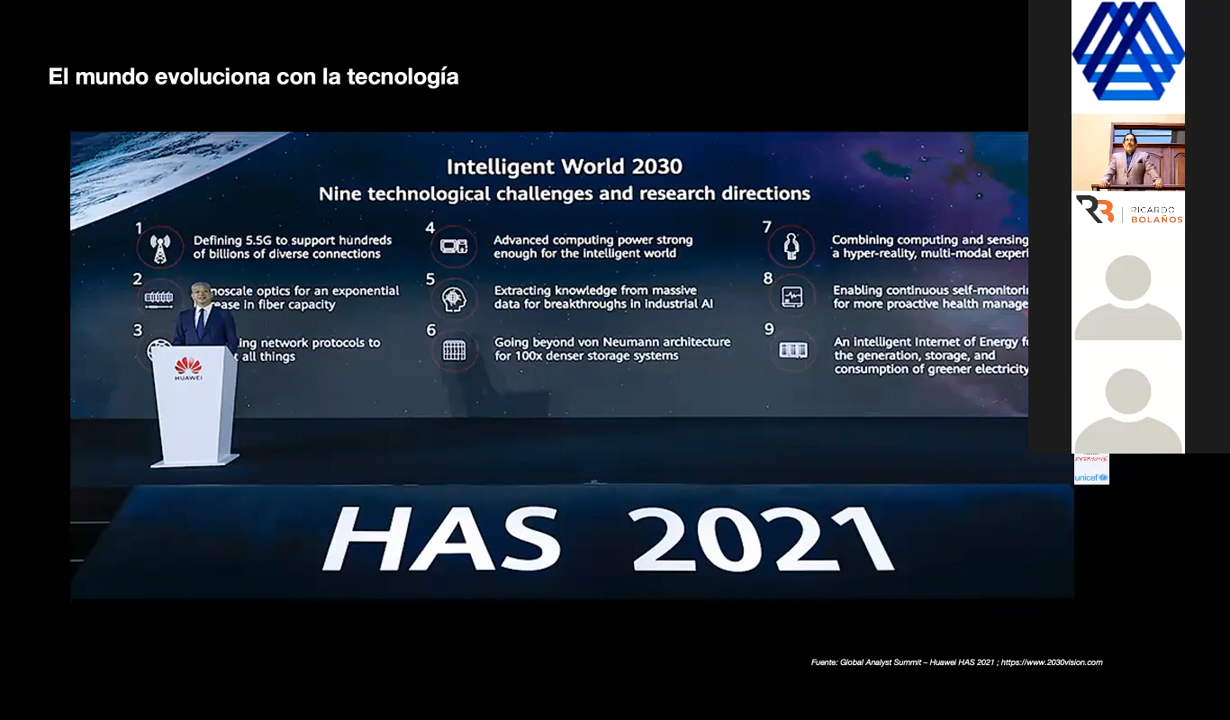 El mundo evoluciona con la tecnología
Intelligent World 2030
Nine technological challenges and research directions
1
Defining 5.5G to support hundreds
of billions of diverse connections
2
optics for an exponential
in fiber capacity
3
network protocols to
all things
4
Advanced computing power strong
enough for the intelligent world
5
Extracting knowledge from massive
data for breakthroughs in industrial AI
6
Going beyond von Neumann architecture
for 100x denser storage systems
7
Combining computing and sensing
a hyper-reality, multi-modal
8
Enabling continuous
for more proactive health
9
An intelligent Internet of Energy
the generation, storage, and
consumption of greener electricity
HUAWEI
HAS 2021
RICARDO
BOLAÑOS
EVERYONE
unicef
Fuente: Global Analyst Summit – Huawei HAS 2021 ; https://www.2030vision.com